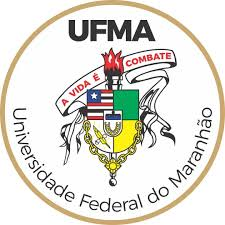 UFMA
A VIDA É COMBATE
Universidade Federal do Maranhão